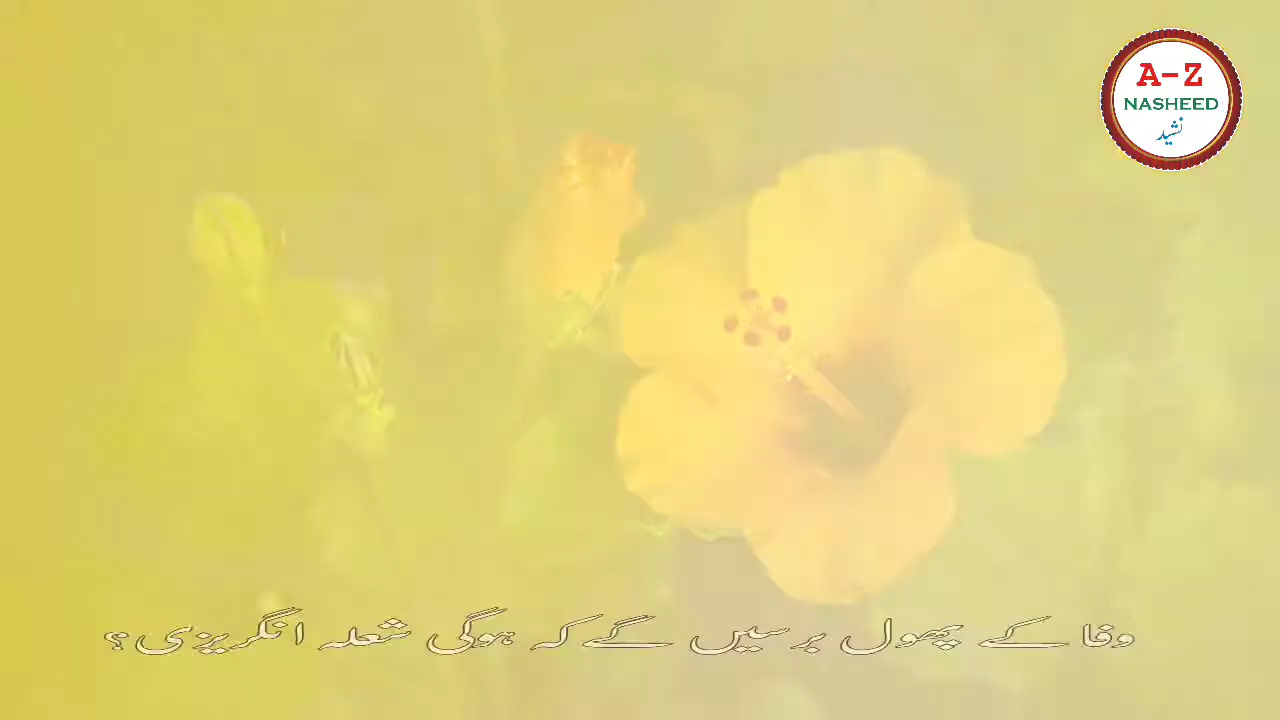 A-Z
NASHEED
نشید
وفا کے پھول برسیں گے کہ ہوگی شعلہ انگریزی؟